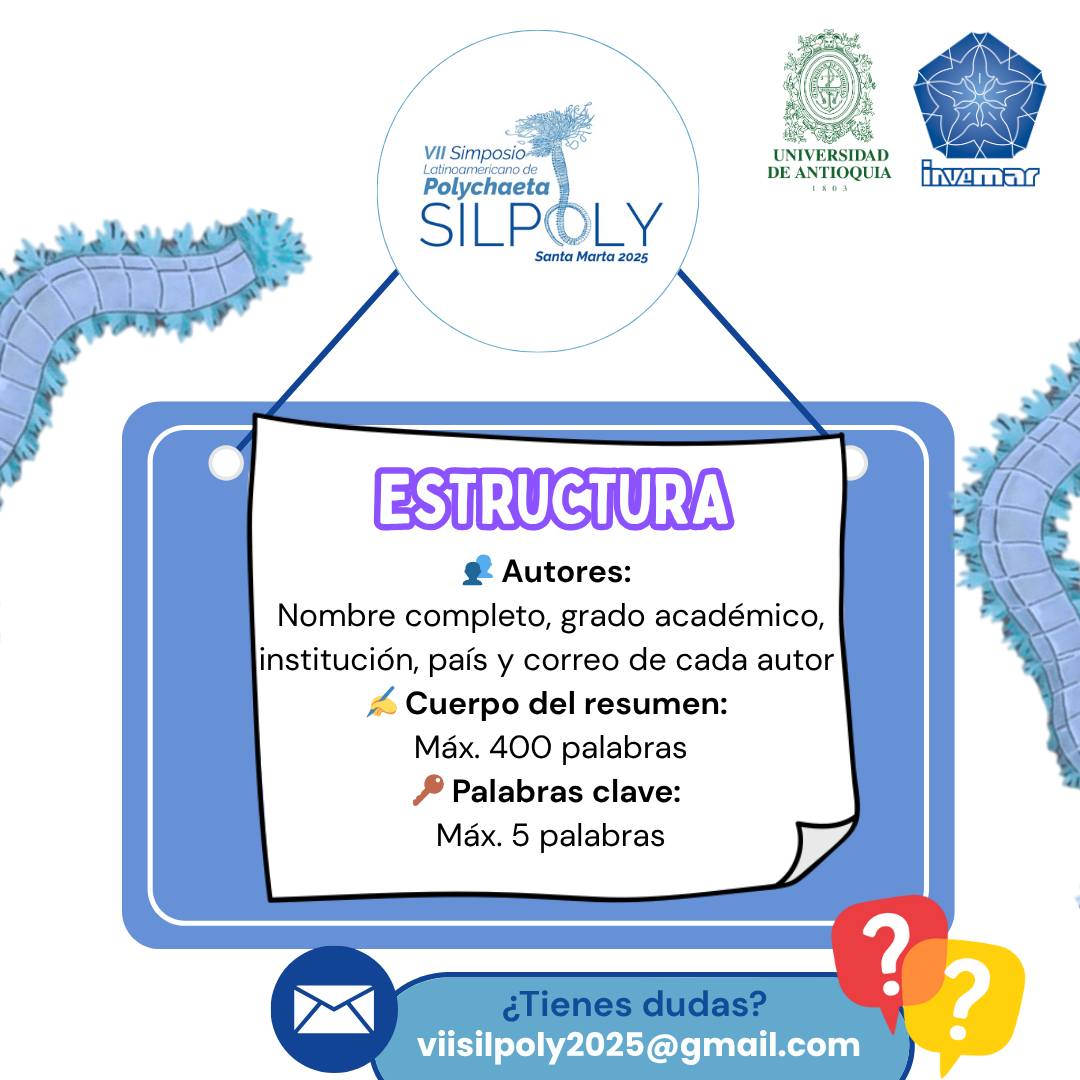 VII Simposio
Latinoamericano de
Polychaeta
SILPOLY
Santa Marta 2025
UNIVERSIDAD
DE ANTIOQUIA
1803
invemar
ESTRUCTURA
Autores:
Nombre completo, grado académico,
institución, país y correo de cada autor
Cuerpo del resumen:
Máx. 400 palabras
Palabras clave:
Máx. 5 palabras
¿Tienes dudas?
viisilpoly2025@gmail.com
? ?